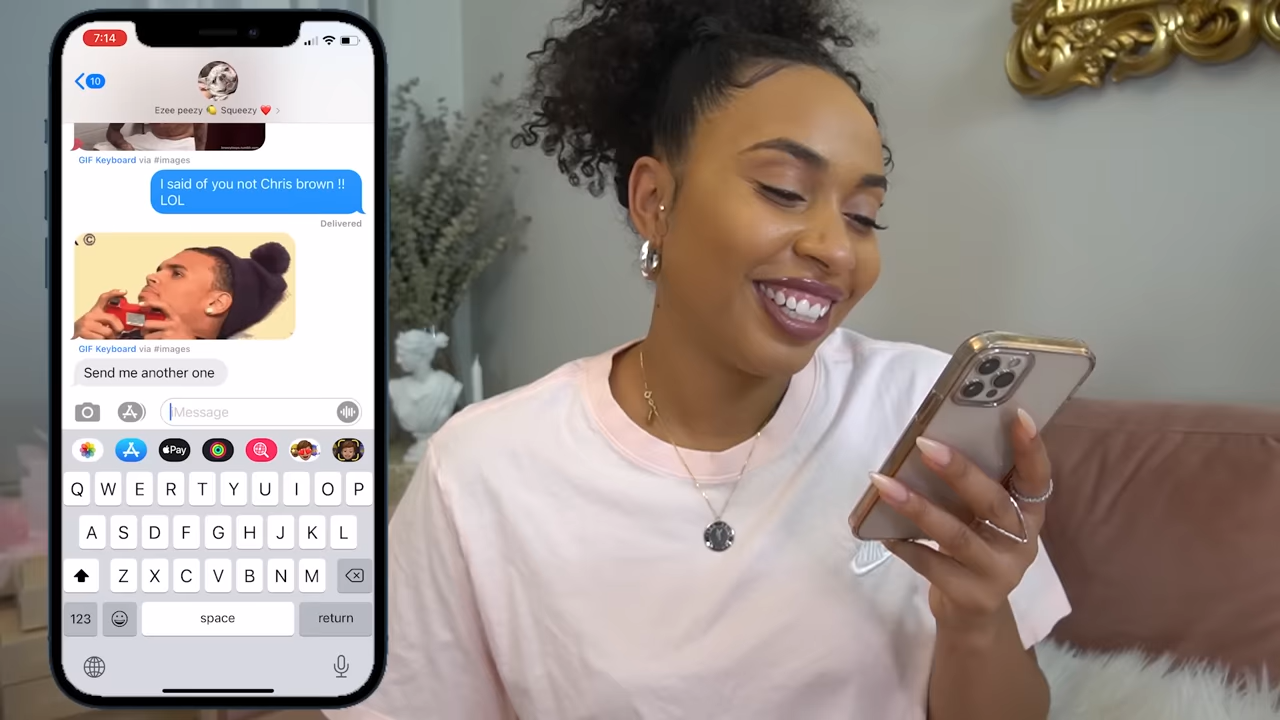 7:14
10
Ezee peezy 🍋 Squeezy ❤️ >
GIF Keyboard via #images
I said of you not Chris brown !!
LOL
Delivered
©
GIF Keyboard via #images
Send me another one
Message
Pay
Q W E R T Y U I O P
A S D F G H J K L
Z X C V B N M
123 space return